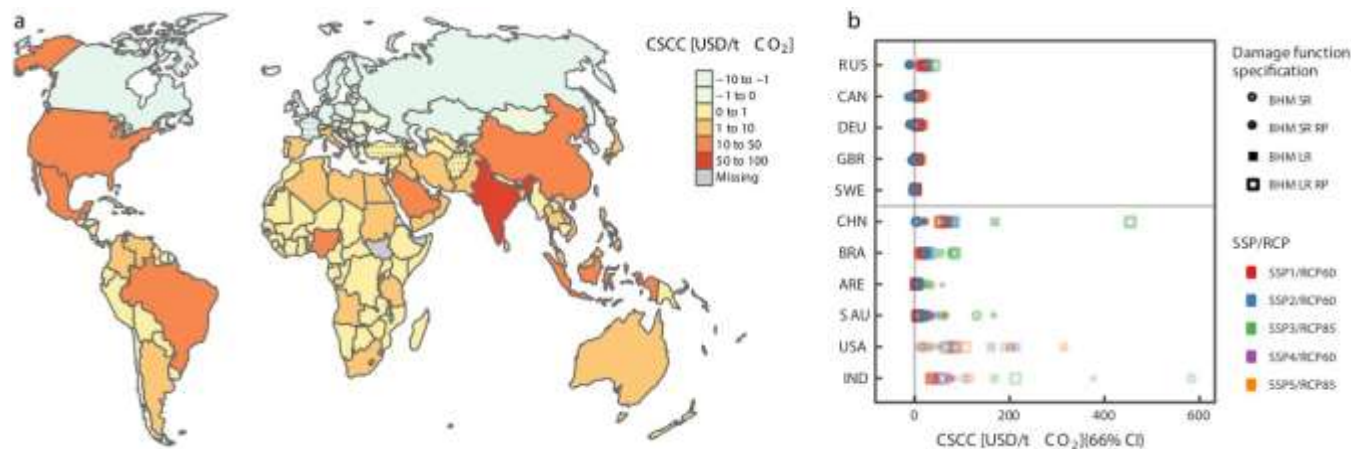 a
CSCC [USD/t CO₂]
−10 to −1
−1 to 0
0 to 1
1 to 10
10 to 50
50 to 100
Missing
b
RUS
CAN
DEU
GBR
SWE
CHN
BRA
ARE
SAU
USA
IND
0 200 400 600
CSCC [USD/t CO₂](66% CI)
Damage function
specification
BHM SR
BHM SR RP
BHM LR
BHM LR RP
SSP/RCP
SSP1/RCP60
SSP2/RCP60
SSP3/RCP85
SSP4/RCP60
SSP5/RCP85